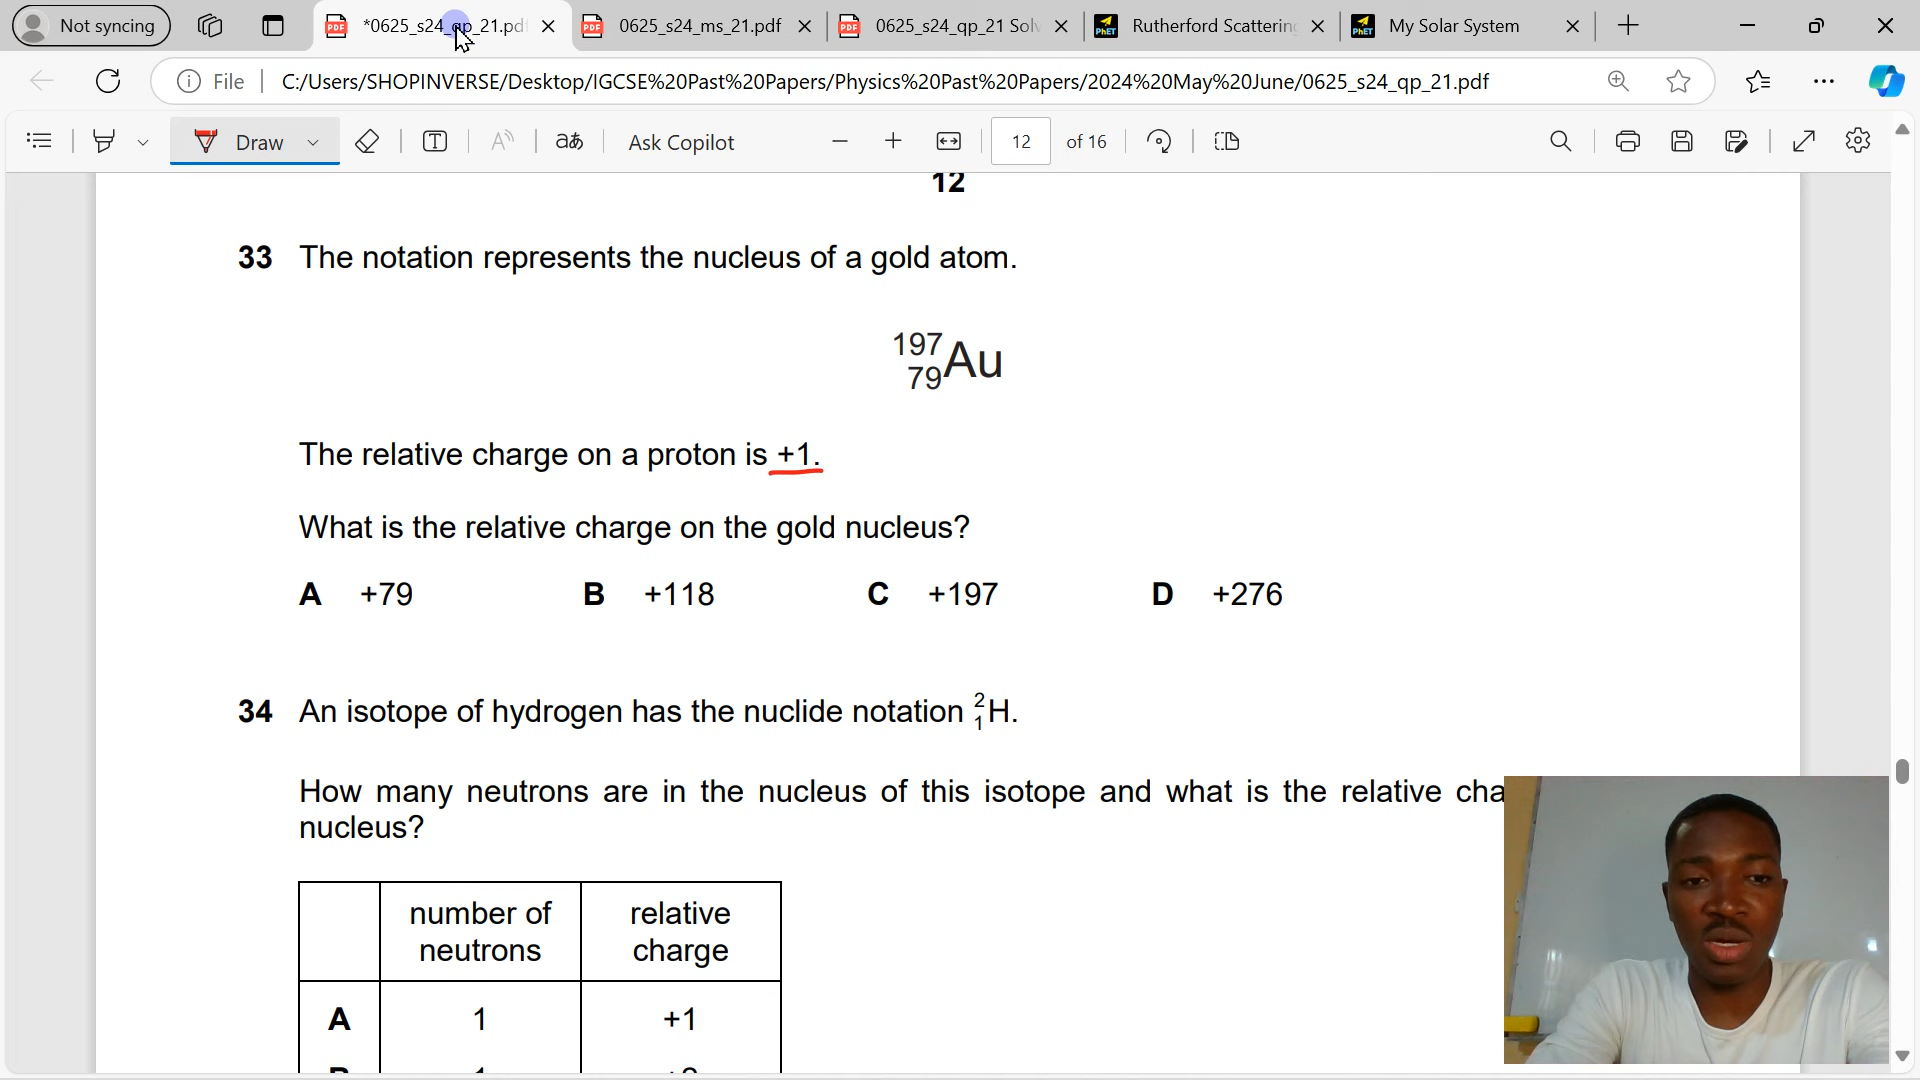 Not syncing
*0625_s24_qp_21.pdf
0625_s24_ms_21.pdf
0625_s24_qp_21 Solv
Rutherford Scattering
My Solar System
File
C:/Users/SHOPINVERSE/Desktop/IGCSE%20Past%20Papers/Physics%20Past%20Papers/2024%20May%20June/0625_s24_qp_21.pdf
Draw
Ask Copilot
12 of 16
12
33 The notation represents the nucleus of a gold atom.
197
79
Au
The relative charge on a proton is +1.
What is the relative charge on the gold nucleus?
A +79 B +118 C +197 D +276
34 An isotope of hydrogen has the nuclide notation ²₁H.
How many neutrons are in the nucleus of this isotope and what is the relative cha
nucleus?
number of neutrons
relative charge
A 1 +1